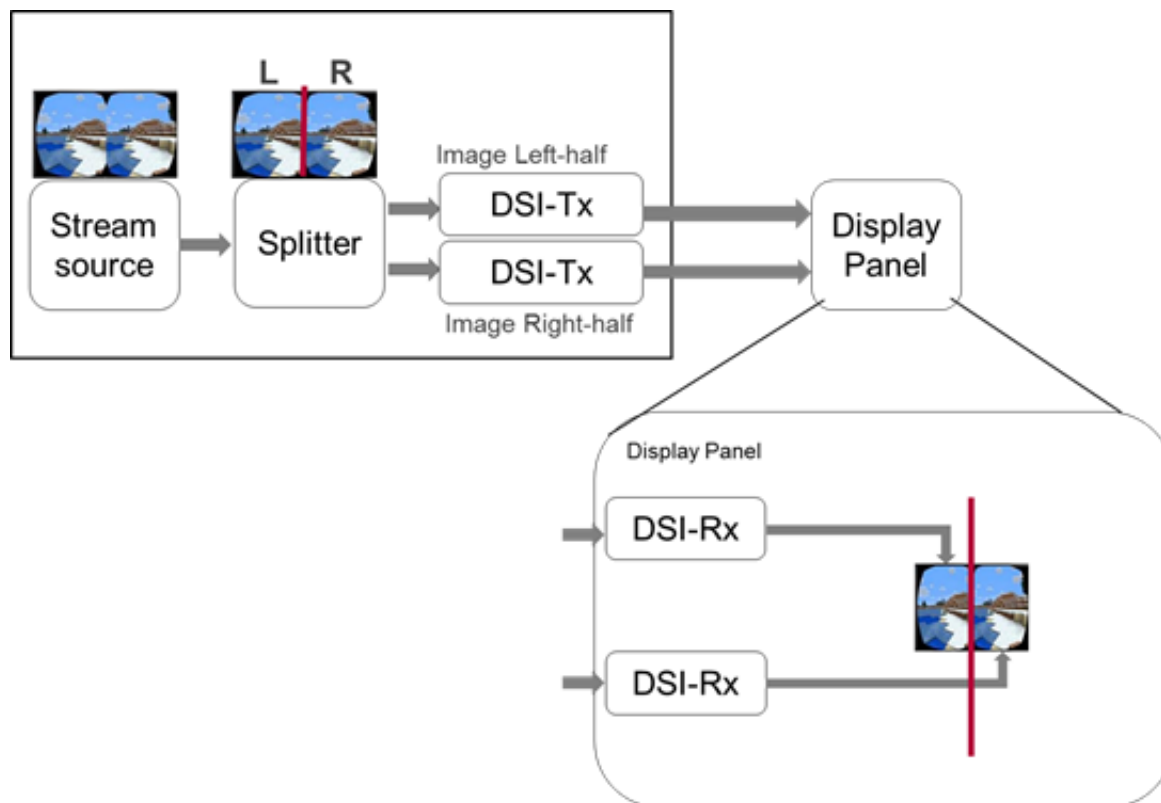 L R
Image Left-half
Stream
source
Splitter
DSI-Tx
DSI-Tx
Image Right-half
Display
Panel
Display Panel
DSI-Rx
DSI-Rx